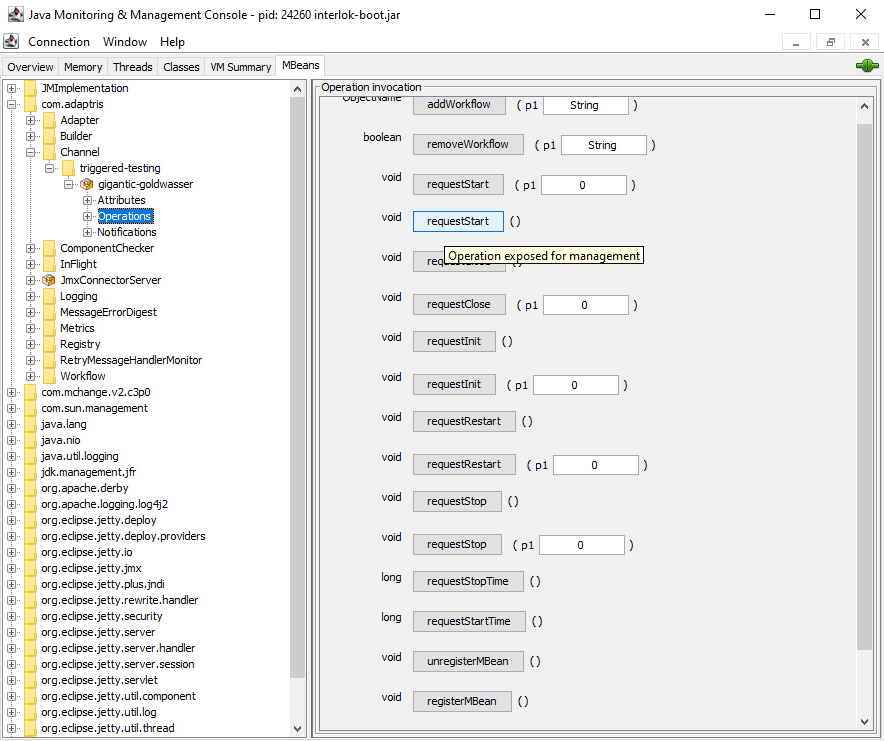 Java Monitoring & Management Console - pid: 24260 interlok-boot.jar
Connection Window Help
Overview Memory Threads Classes VM Summary MBeans
JMImplementation
com.adaptris
Adapter
Builder
Channel
triggered-testing
gigantic-goldwasser
Attributes
Operations
Notifications
ComponentChecker
InFlight
JmxConnectorServer
Logging
MessageErrorDigest
Metrics
Registry
RetryMessageHandlerMonitor
Workflow
com.mchange.v2.c3p0
com.sun.management
java.lang
java.nio
java.util.logging
jdk.management.jfr
org.apache.derby
org.apache.logging.log4j2
org.eclipse.jetty.deploy
org.eclipse.jetty.deploy.providers
org.eclipse.jetty.io
org.eclipse.jetty.jmx
org.eclipse.jetty.plus.jndi
org.eclipse.jetty.rewrite.handler
org.eclipse.jetty.security
org.eclipse.jetty.server
org.eclipse.jetty.server.handler
org.eclipse.jetty.server.session
org.eclipse.jetty.servlet
org.eclipse.jetty.util.component
org.eclipse.jetty.util.log
org.eclipse.jetty.util.thread
Operation invocation
ObjectName addWorkflow ( p1 String )
boolean removeWorkflow ( p1 String )
void requestStart ( p1 0 )
void requestStart ( )
Operation exposed for management
void requestClose ( )
void requestClose ( p1 0 )
void requestInit ( )
void requestInit ( p1 0 )
void requestRestart ( )
void requestRestart ( p1 0 )
void requestStop ( )
void requestStop ( p1 0 )
long requestStopTime ( )
long requestStartTime ( )
void unregisterMBean ( )
void registerMBean ( )